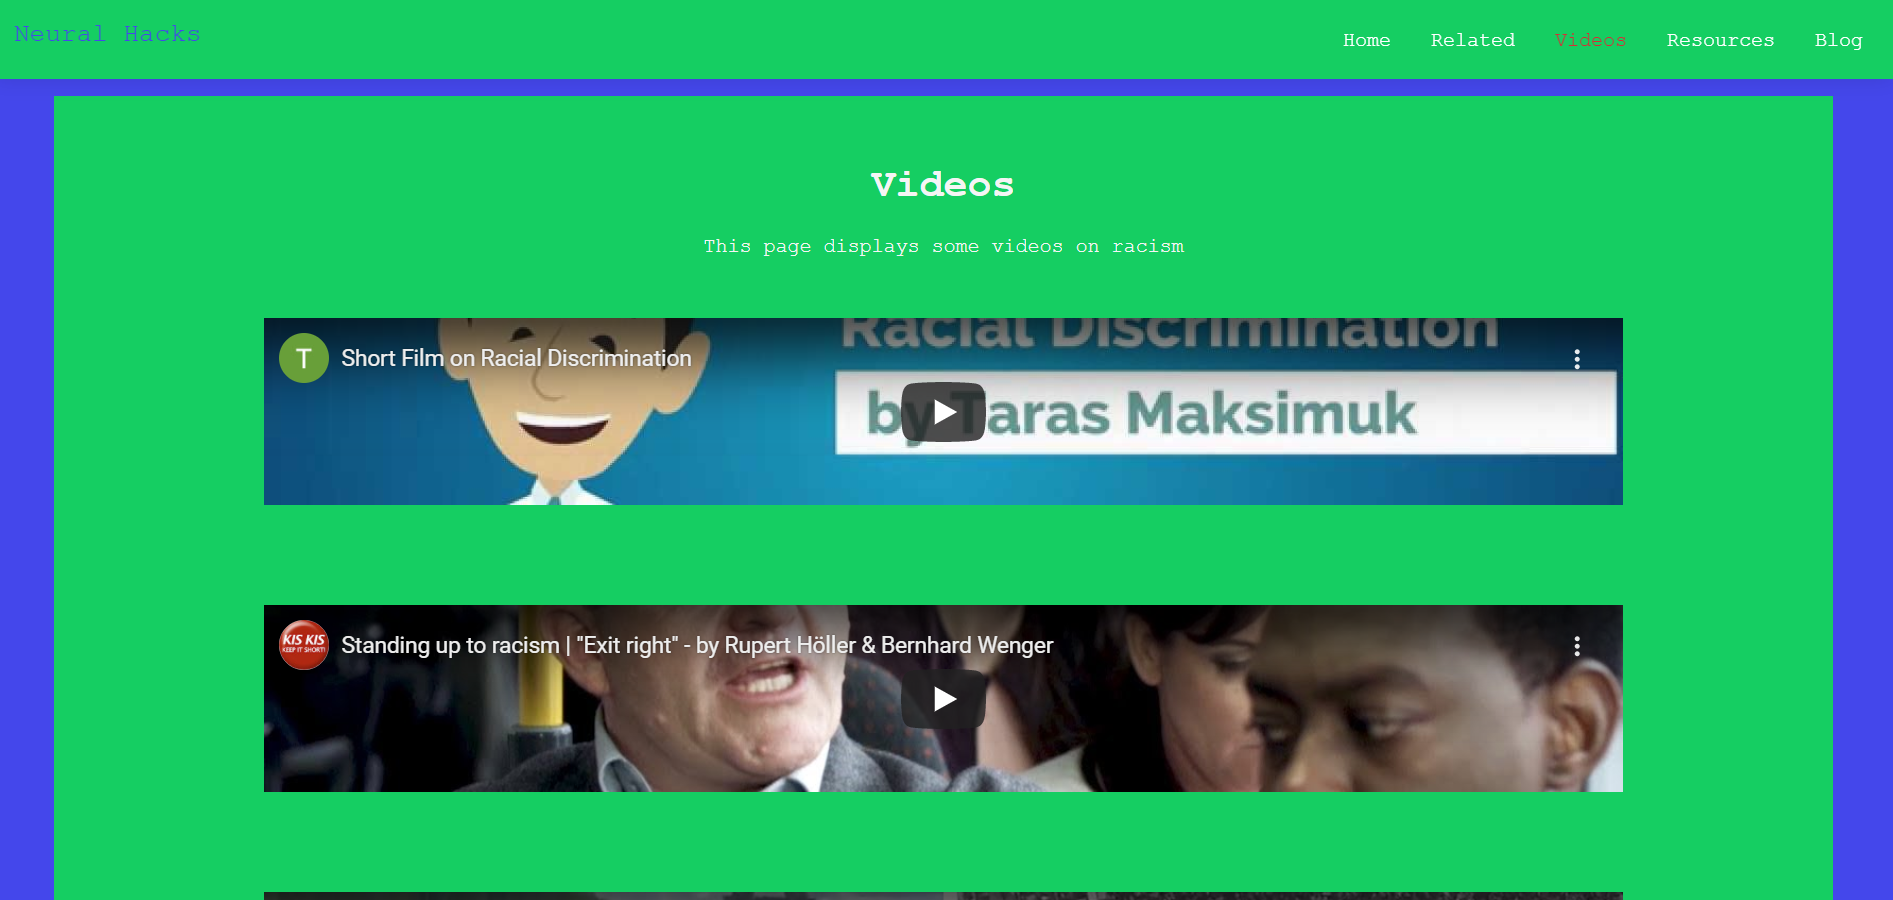 Neural Hacks
Home Related Videos Resources Blog
Videos
This page displays some videos on racism
Racial Discrimination
T Short Film on Racial Discrimination
by Taras Maksimuk
KIS KIS
KEEP IT SHORT!
Standing up to racism | "Exit right" - by Rupert Höller & Bernhard Wenger